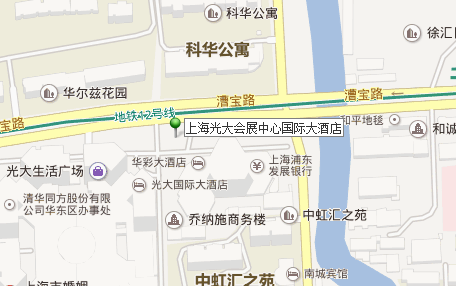 科华公寓
徐汇
科华公寓
华尔兹花园
漕宝路
漕宝路
地铁12号线
宝路
上海光大会展中心国际大酒店
和平地毯
和诚
华彩大酒店
光大生活广场
上海浦东
发展银行
光大国际大酒店
清华同方股份有限
公司华东区办事处
乔纳施商务楼
中虹汇之苑
中虹汇之苑
南城宾馆